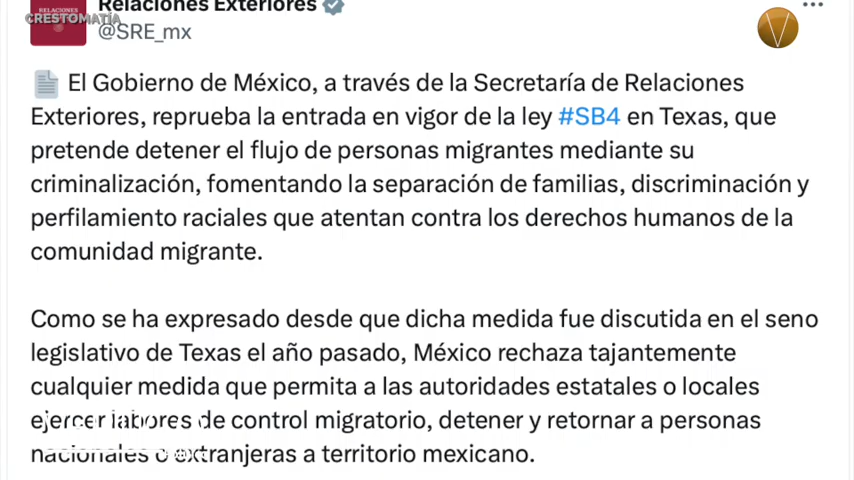 Relaciones Exteriores
RELACIONES
CRESTOMATÍA
@SRE_mx
El Gobierno de México, a través de la Secretaría de Relaciones
Exteriores, reprueba la entrada en vigor de la ley #SB4 en Texas, que
pretende detener el flujo de personas migrantes mediante su
criminalización, fomentando la separación de familias, discriminación y
perfilamiento raciales que atentan contra los derechos humanos de la
comunidad migrante.
Como se ha expresado desde que dicha medida fue discutida en el seno
legislativo de Texas el año pasado, México rechaza tajantemente
cualquier medida que permita a las autoridades estatales o locales
ejercer labores de control migratorio, detener y retornar a personas
nacionales o extranjeras a territorio mexicano.